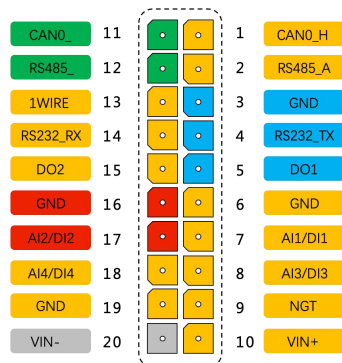 CAN0_ 11 1 CAN0_H
RS485_ 12 2 RS485_A
1WIRE 13 3 GND
RS232_RX 14 4 RS232_TX
DO2 15 5 DO1
GND 16 6 GND
AI2/DI2 17 7 AI1/DI1
AI4/DI4 18 8 AI3/DI3
GND 19 9 NGT
VIN- 20 10 VIN+